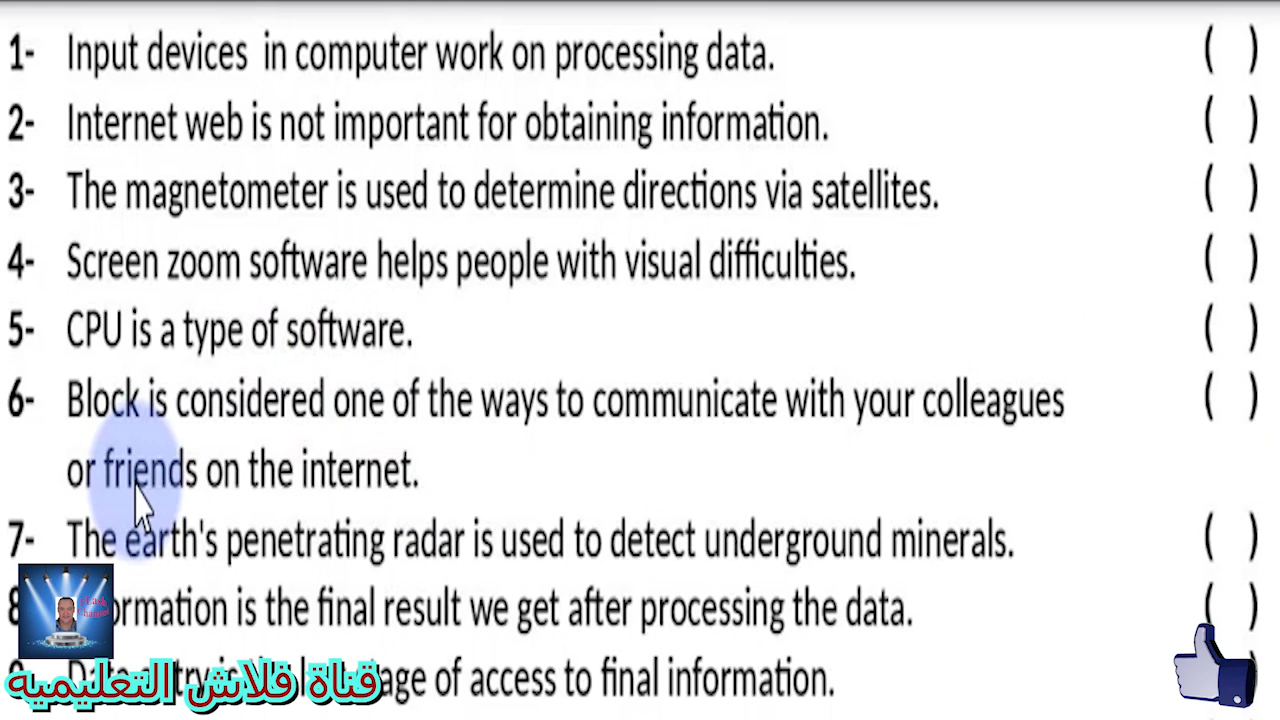 1- Input devices in computer work on processing data. ( )
2- Internet web is not important for obtaining information. ( )
3- The magnetometer is used to determine directions via satellites. ( )
4- Screen zoom software helps people with visual difficulties. ( )
5- CPU is a type of software. ( )
6- Block is considered one of the ways to communicate with your colleagues ( )
or friends on the internet.
7- The earth's penetrating radar is used to detect underground minerals. ( )
8 ormation is the final result we get after processing the data. ( )
of access to final information.
قناة فلاش التعليمية